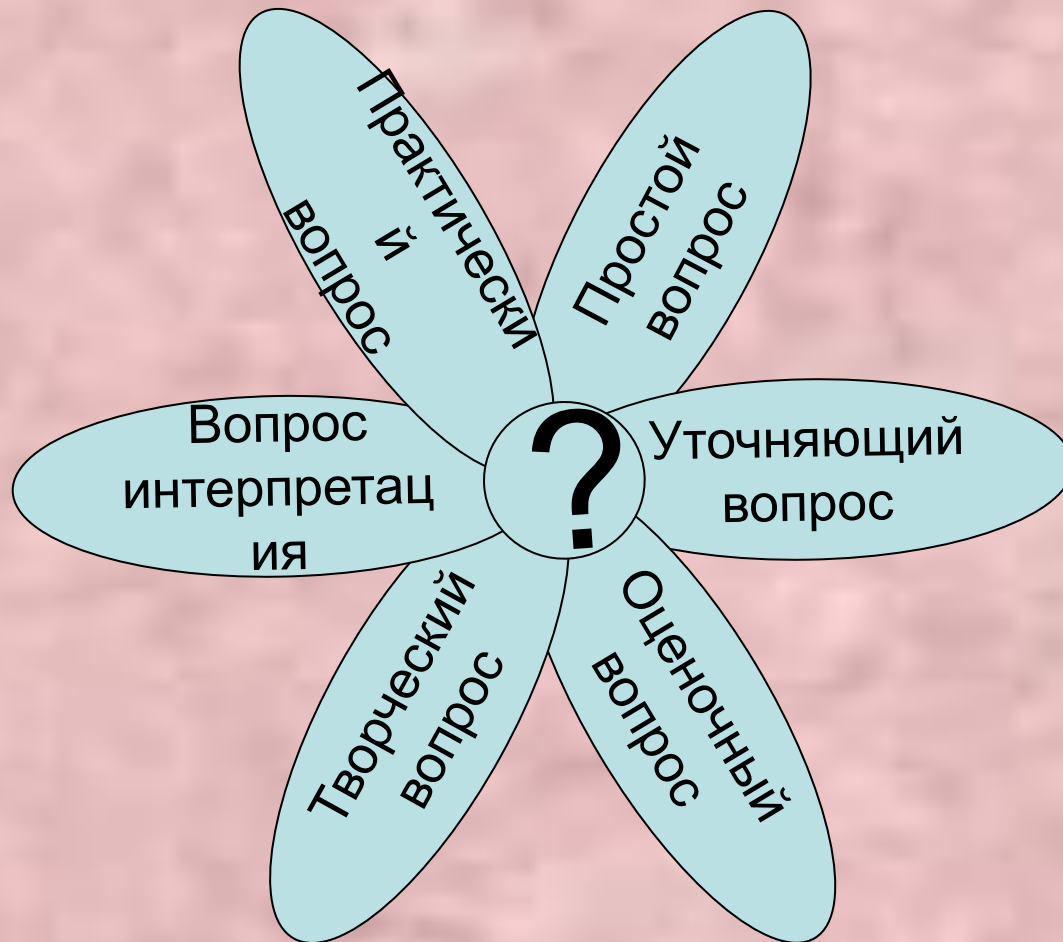 Практически
й
вопрос
Простой
вопрос
Вопрос
интерпретац
ия
?
Уточняющий
вопрос
Творческий
вопрос
Оценочный
вопрос